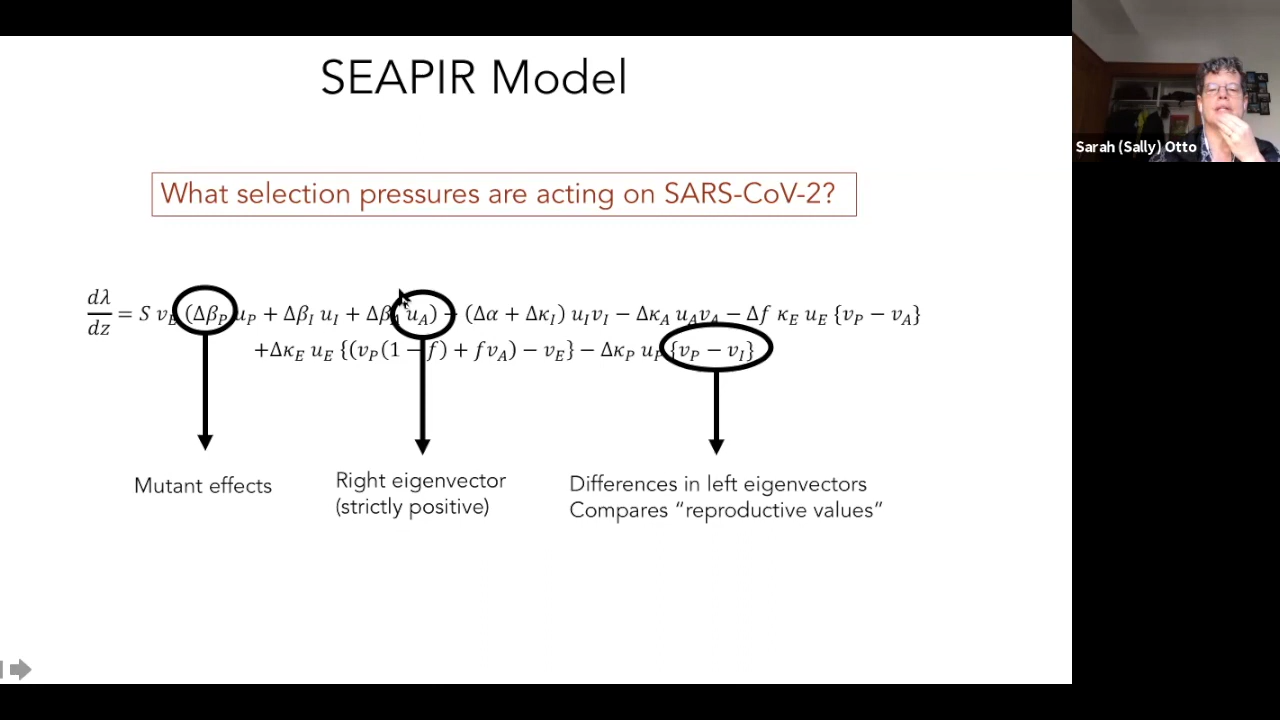 SEAPIR Model
Sarah (Sally) Otto
What selection pressures are acting on SARS-CoV-2?
dλ/dz = S v_E (Δβ_P u_P + Δβ_I u_I + Δβ_A u_A) − (Δα + Δκ_I) u_I v_I − Δκ_A u_A v_A − Δf κ_E u_E {v_P − v_A}
+Δκ_E u_E {(v_P(1 − f) + f v_A) − v_E} − Δκ_P u_P {v_P − v_I}
Mutant effects
Right eigenvector
(strictly positive)
Differences in left eigenvectors
Compares “reproductive values”